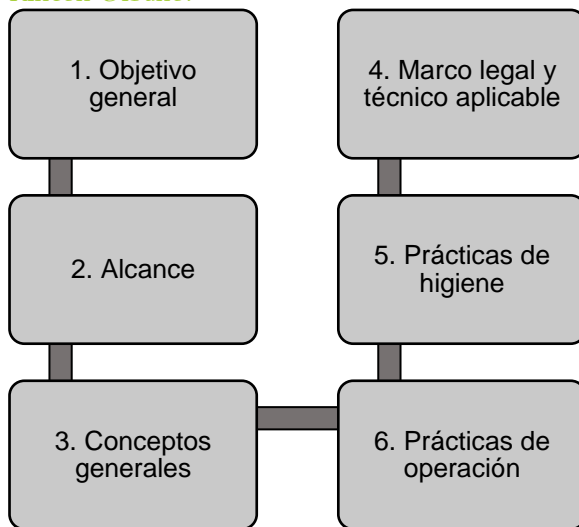 1. Objetivo
general
2. Alcance
3. Conceptos
generales
4. Marco legal y
técnico aplicable
5. Prácticas de
higiene
6. Prácticas de
operación